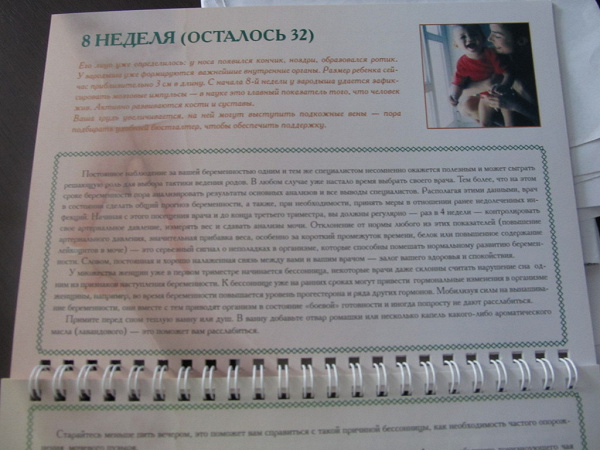 8 НЕДЕЛЯ (ОСТАЛОСЬ 32)
Его лицо уже определилось: у носа появился кончик, ноздри, образовался ротик.
У зародыша уже формируются важнейшие внутренние органы. Размер ребенка сей-
час приблизительно 3 см в длину. С начала 8-й недели у зародыша удается зафик-
сировать мозговые импульсы — в науке это главный показатель того, что человек
жив. Активно развиваются кости и суставы.
Ваша грудь увеличивается, на ней могут выступить подкожные вены — пора
подбирать удобный бюстгалтер, чтобы обеспечить поддержку.
Постоянное наблюдение за вашей беременностью одним и тем же специалистом несомненно окажется полезным и может сыграть
решающую роль для выбора тактики ведения родов. В любом случае уже настало время выбрать своего врача. Тем более, что на этом
сроке беременности пора анализировать результаты основных анализов и все выводы специалистов. Располагая этими данными, врач
в состоянии сделать общий прогноз беременности, а также, при необходимости, принять меры в отношении ранее недолеченных ин-
фекций. Начиная с этого посещения врача и до конца третьего триместра, вы должны регулярно — раз в 4 недели — контролировать
свое артериальное давление, измерять вес и сдавать анализы мочи. Отклонение от нормы любого из этих показателей (повышение
артериального давления, значительная прибавка веса, особенно за короткий промежуток времени, белок или повышенное содержание
лейкоцитов в моче) — это серьезный сигнал о неполадках в организме, которые способны помешать нормальному развитию беремен-
ности. Словом, постоянная и хорошо налаженная связь между вами и вашим врачом — залог вашего здоровья и спокойствия.
У множества женщин уже в первом триместре начинается бессонница, некоторые врачи даже склонны считать нарушение сна од-
ним из признаков наступления беременности. К бессоннице уже на ранних сроках могут привести гормональные изменения в организме
женщины, например, во время беременности повышается уровень прогестерона и ряда других гормонов. Мобилизуя силы на вынашива-
ние беременности, они вместе с тем приводят организм в состояние «боевой» готовности и иногда попросту не дают расслабиться.
Примите перед сном теплую ванну или душ. В ванну добавьте отвар ромашки или несколько капель какого-либо ароматического
масла (лавандового) — это поможет вам расслабиться.
Старайтесь меньше пить вечером, это поможет вам справиться с такой причиной бессонницы, как необходимость частого опорож-
нения мочевого пузыря.
чая